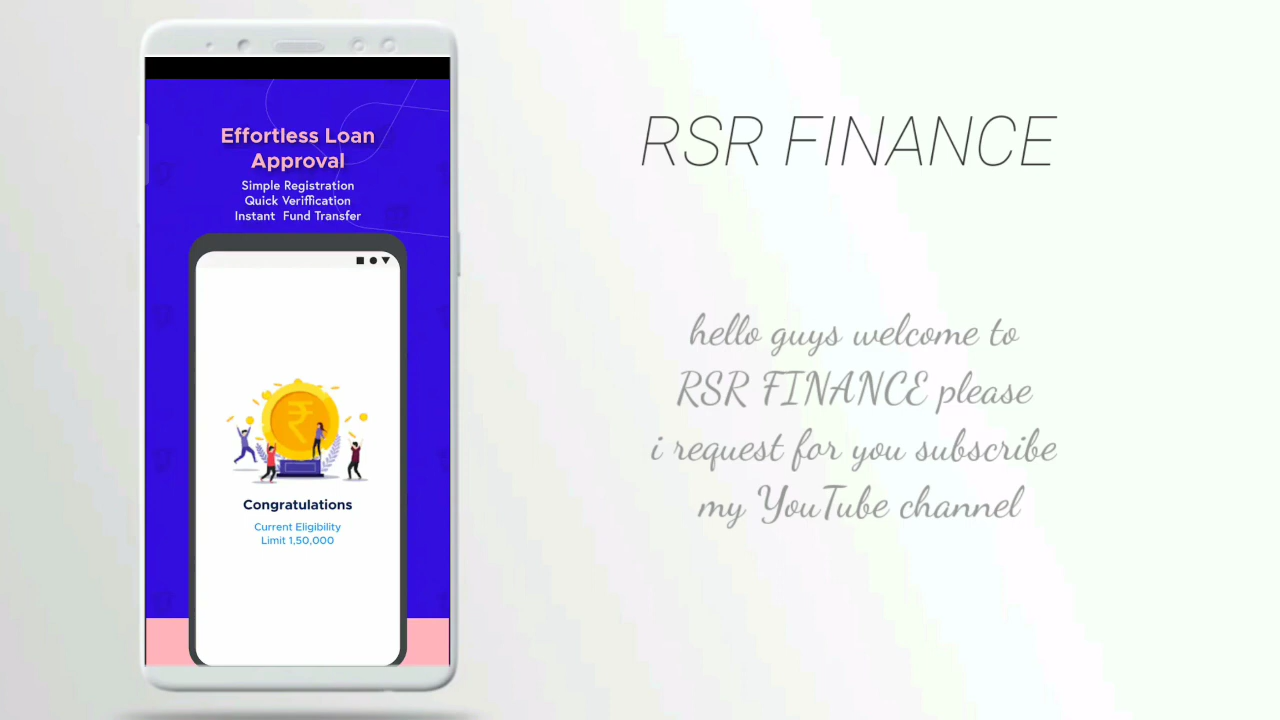 Effortless Loan
Approval
Simple Registration
Quick Verification
Instant Fund Transfer
Congratulations
Current Eligibility
Limit 1,50,000
RSR FINANCE
hello guys welcome to
RSR FINANCE please
i request for you subscribe
my YouTube channel